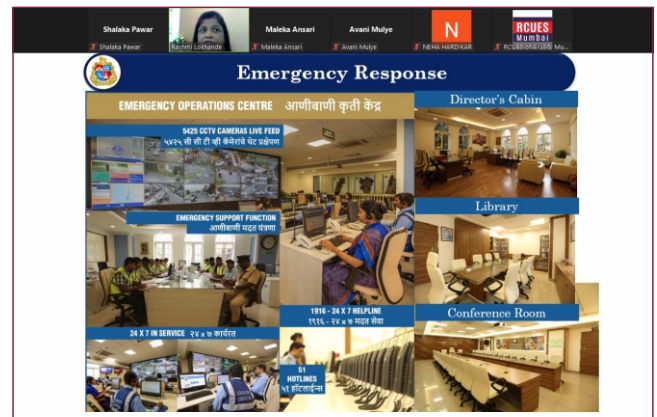 Shalaka Pawar
Maleka Ansari
Avani Mulye
N
RCUES
Mumbai
Shalaka Pawar
Rashmi Lokhande
Maleka Ansari
Avani Mulye
NEHA HARDIKAR
Emergency Response
EMERGENCY OPERATIONS CENTRE आणीबाणी कृती केंद्र
5425 CCTV CAMERAS LIVE FEED
५४२५ सी सी टी व्ही कॅमेरांचे थेट प्रक्षेपण
EMERGENCY SUPPORT FUNCTION
आणीबाणी मदत यंत्रणा
24 X 7 IN SERVICE २४ x ७ कार्यरत
1916 - 24 X 7 HELPLINE
१९१६ - २४ x ७ मदत सेवा
51
HOTLINES
५१ हॉटलाईन्स
Director's Cabin
Library
Conference Room